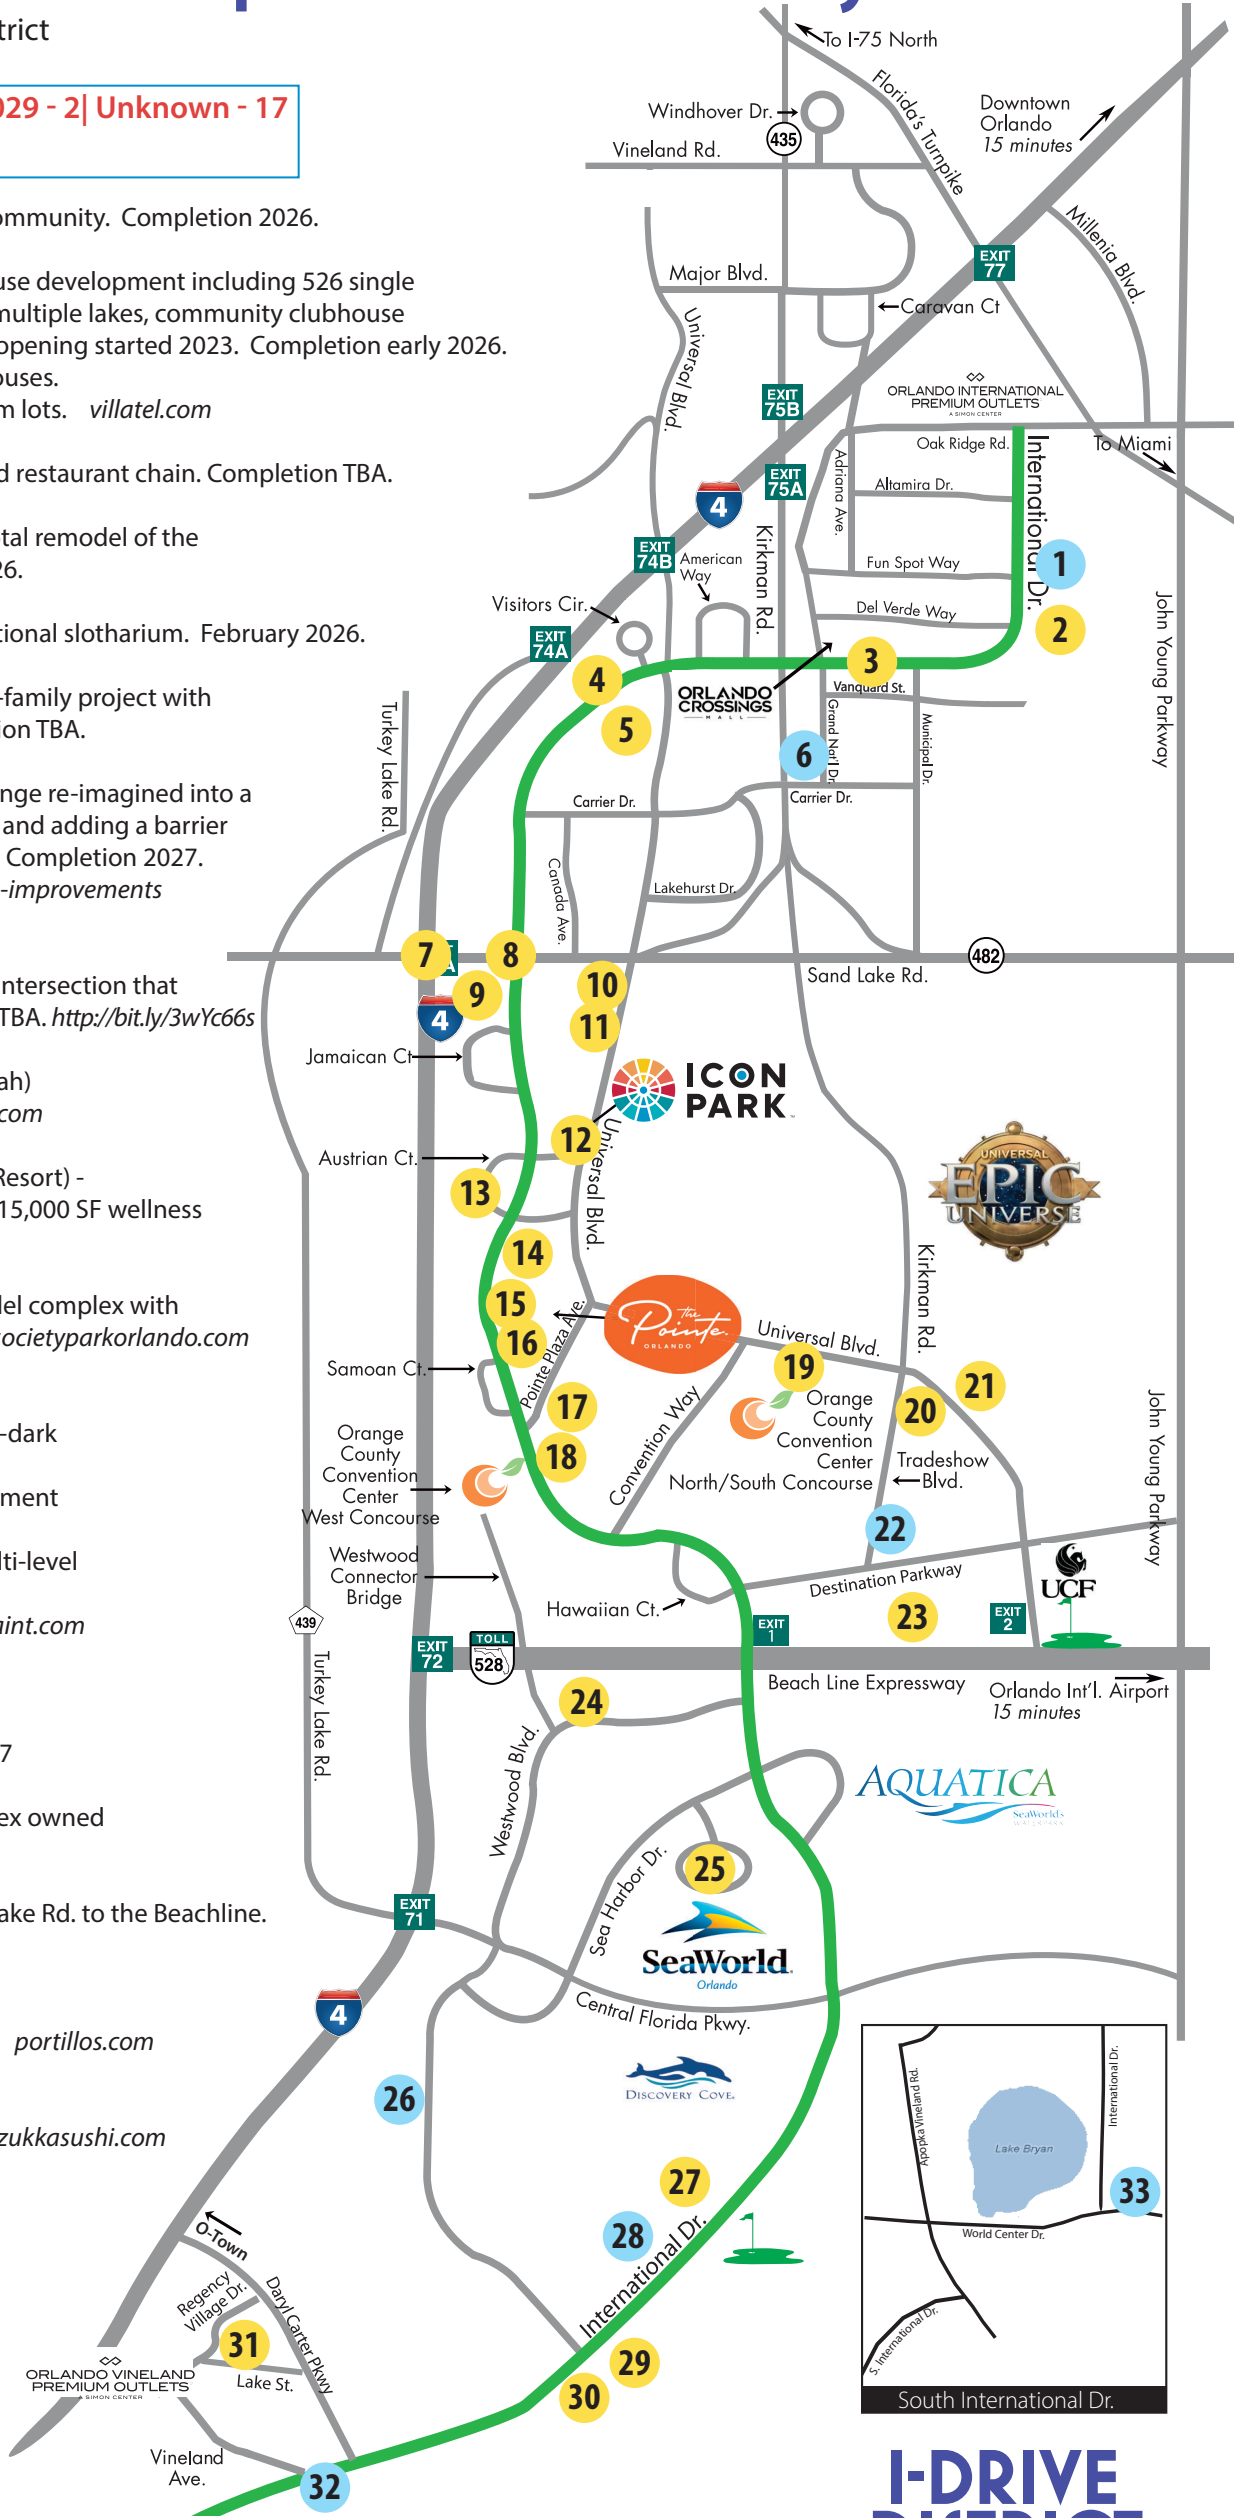 trict
029 - 2| Unknown - 17
ommunity. Completion 2026.
use development including 526 single
multiple lakes, community clubhouse
opening started 2023. Completion early 2026.
ouses.
m lots. villatel.com
d restaurant chain. Completion TBA.
tal remodel of the
26.
tional slotharium. February 2026.
-family project with
ion TBA.
nge re-imagined into a
and adding a barrier
Completion 2027.
-improvements
intersection that
TBA. http://bit.ly/3wYc66s
ah)
com
Resort) -
15,000 SF wellness
del complex with
societyparkorlando.com
-dark
ment
lti-level
aint.com
7
ex owned
ake Rd. to the Beachline.
portillos.com
zukkasushi.com
To I-75 North
Windhover Dr.
435
Vineland Rd.
Florida's Turnpike
Downtown
Orlando
15 minutes
Millenia Blvd.
EXIT
77
Major Blvd.
Caravan Ct
Universal Blvd.
EXIT
75B
ORLANDO INTERNATIONAL
PREMIUM OUTLETS
A SIMON CENTER
Oak Ridge Rd.
To Miami
International Dr.
EXIT
75A
Adriana Ave.
Altamira Dr.
4
Kirkman Rd.
EXIT
74B
American
Way
Fun Spot Way
1
Del Verde Way
2
John Young Parkway
Visitors Cir.
EXIT
74A
3
4
Vanquard St.
ORLANDO
CROSSINGS
MALL
5
6
Grand Nat'l Dr.
Municipal Dr.
Turkey Lake Rd.
Carrier Dr.
Carrier Dr.
Canada Ave.
Lakehurst Dr.
7
A
8
482
Sand Lake Rd.
9
10
4
11
Jamaican Ct
ICON
PARK
12
Universal Blvd.
Austrian Ct.
13
UNIVERSAL
EPIC
UNIVERSE
14
Kirkman Rd.
15
the
Pointe
ORLANDO
16
Universal Blvd.
Pointe Plaza Ave.
Samoan Ct.
19
21
17
Orange
County
Convention
Center
North/South Concourse
20
Convention Way
18
Orange
County
Convention
Center
West Concourse
Tradeshow
Blvd.
John Young Parkway
22
Westwood
Connector
Bridge
Destination Parkway
UCF
Hawaiian Ct.
23
EXIT
1
EXIT
2
439
EXIT
72
TOLL
528
Turkey Lake Rd.
Beach Line Expressway
Orlando Int'l. Airport
15 minutes
24
Westwood Blvd.
AQUATICA
SeaWorld's
WATERPARK
Sea Harbor Dr.
25
EXIT
71
SeaWorld
Orlando
4
Central Florida Pkwy.
DISCOVERY COVE
26
27
28
International Dr.
O-Town
Regency
Village Dr.
Daryl Carter Pkwy
31
Lake St.
ORLANDO VINELAND
PREMIUM OUTLETS
A SIMON CENTER
29
30
Vineland
Ave.
32
Apopka Vineland Rd.
International Dr.
Lake Bryan
33
World Center Dr.
S. International Dr.
South International Dr.
I-DRIVE
DISTRICT